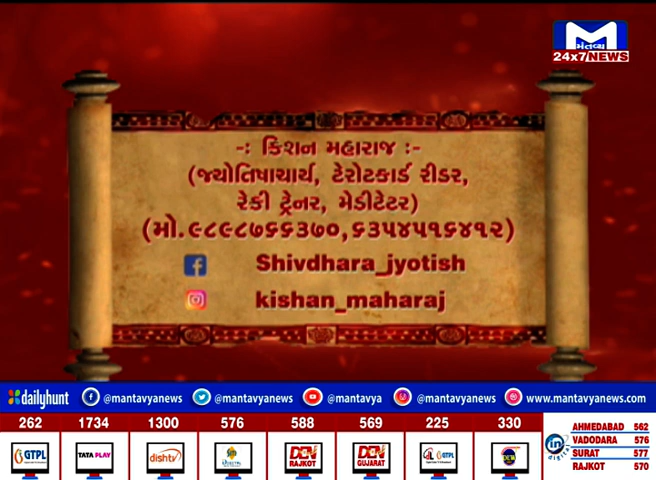 મંતવ્ય
24x7NEWS
-: કિશન મહારાજ :-
(જ્યોતિષાચાર્ય, ટેરોટકાર્ડ રીડર,
રેકી ટ્રેનર, મેડીટેટર)
(મો.૯૮૯૮૭૬૬૩૭૦,૬૩૫૪૫૧૬૪૧૨)
Shivdhara_jyotish
kishan_maharaj
dailyhunt @mantavyanews @mantavyanews @mantavya @mantavyanews www.mantavyanews.com
262 1734 1300 576 588 569 225 330
GTPL TATA PLAY dishtv DEN RAJKOT DEN GUJARAT GTPL
in digital
AHMEDABAD 562
VADODARA 576
SURAT 577
RAJKOT 570